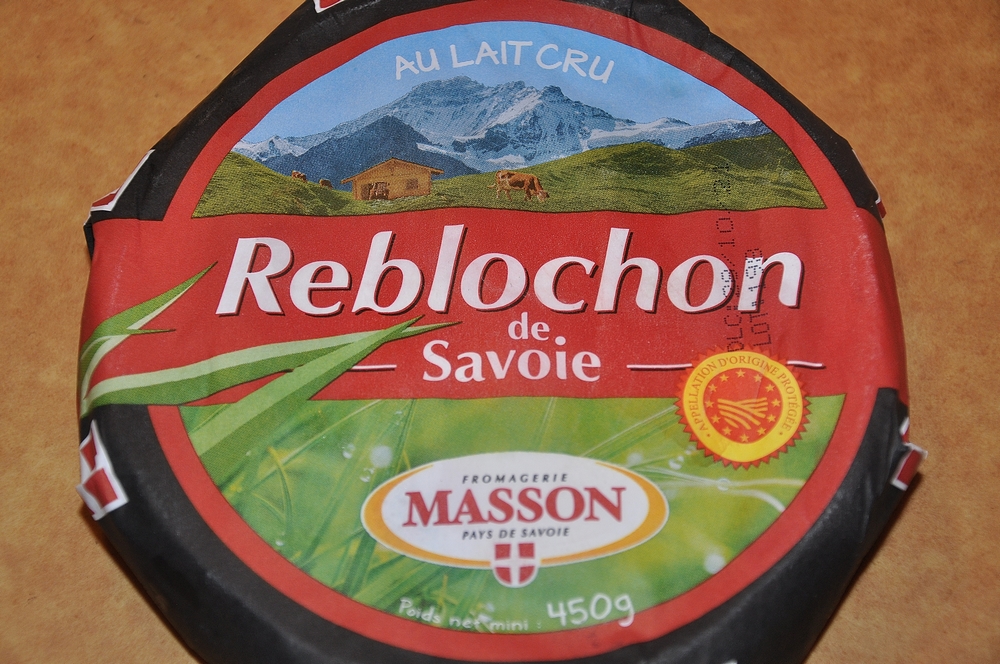 AU LAIT CRU
Reblochon
de
Savoie
APPELLATION D'ORIGINE PROTÉGÉE
FROMAGERIE
MASSON
PAYS DE SAVOIE
Poids net mini : 450g